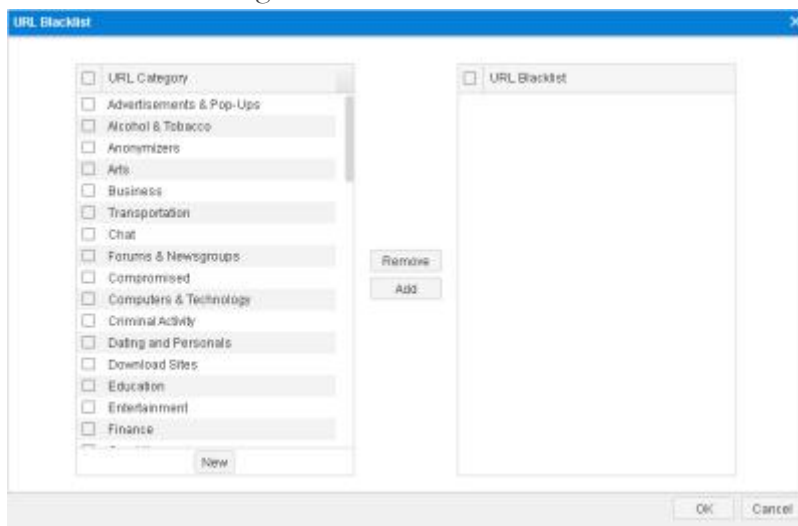 URL Blacklist
URL Category
Advertisements & Pop-Ups
Alcohol & Tobacco
Anonymizers
Arts
Business
Transportation
Chat
Forums & Newsgroups
Compromised
Computers & Technology
Criminal Activity
Dating and Personals
Download Sites
Education
Entertainment
Finance
New
Remove
Add
URL Blacklist
OK
Cancel